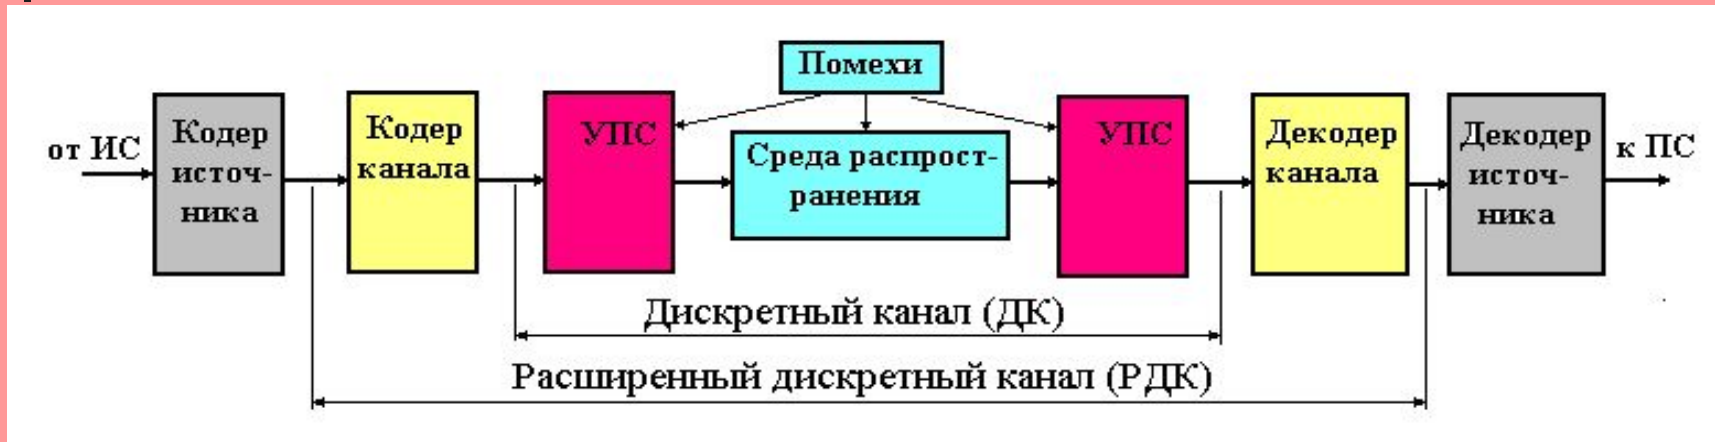 Помехи
от ИС
Кодер
источ-
ника
Кодер
канала
УПС
Среда распрост-
ранения
УПС
Декодер
канала
Декодер
источ-
ника
к ПС
Дискретный канал (ДК)
Расширенный дискретный канал (РДК)